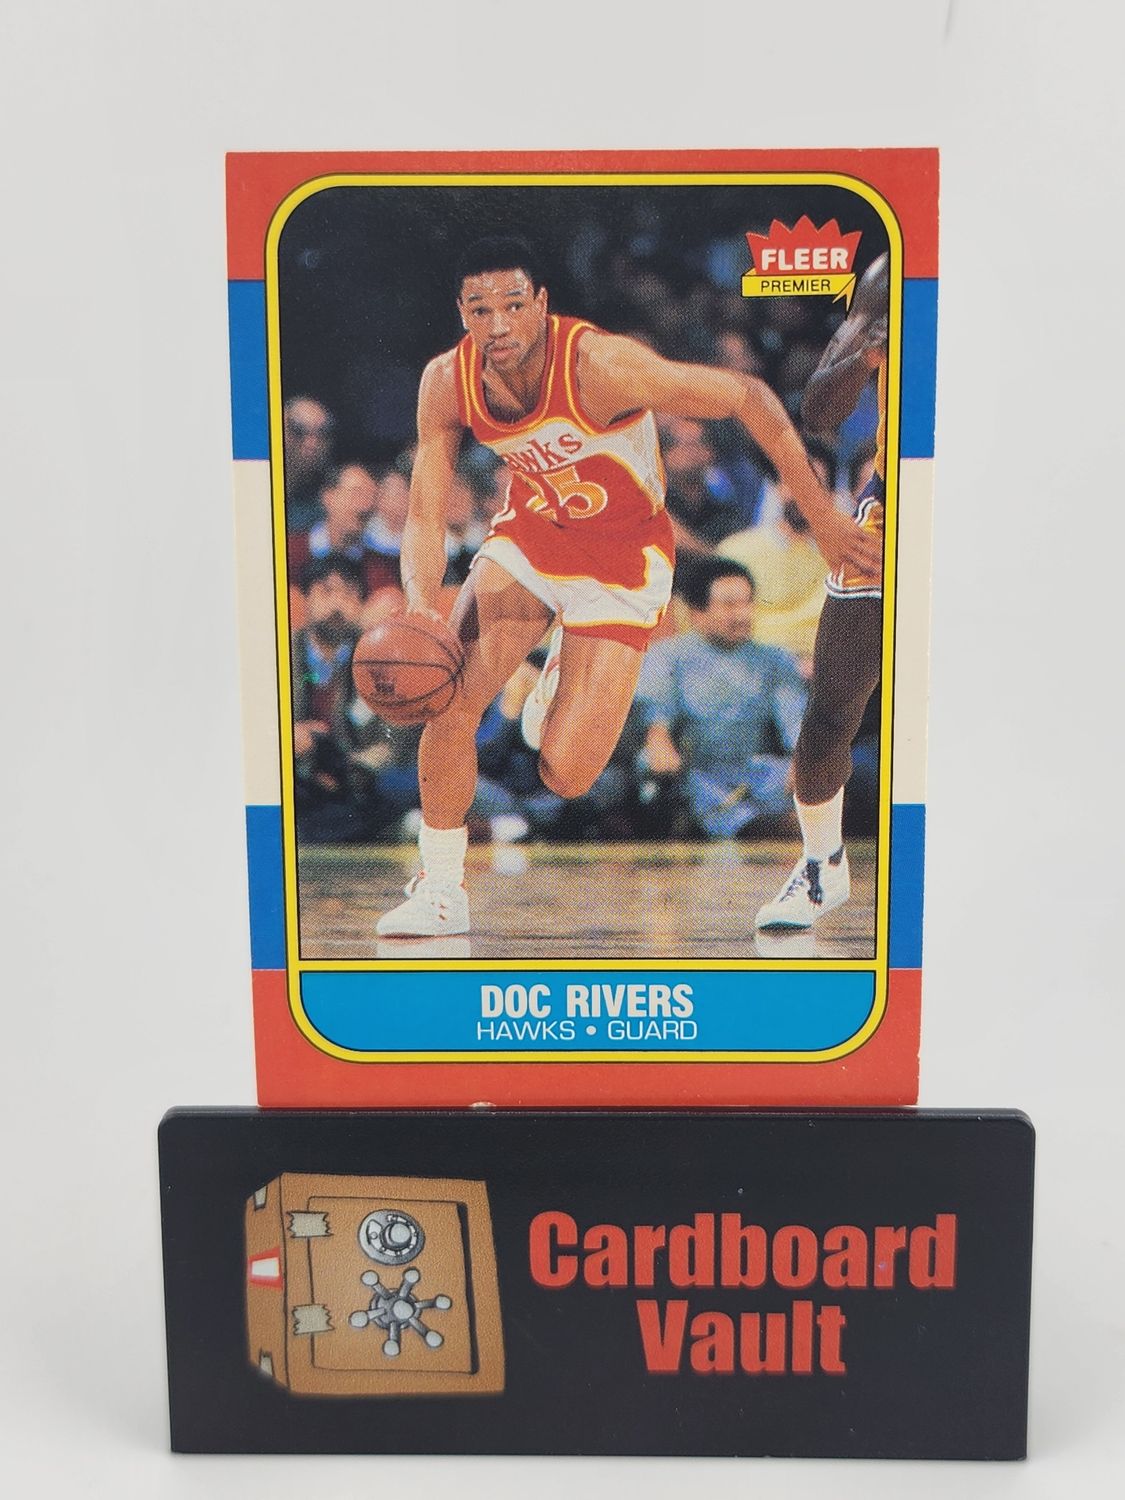 FLEER
PREMIER
Hawks
25
DOC RIVERS
HAWKS • GUARD
Cardboard
Vault